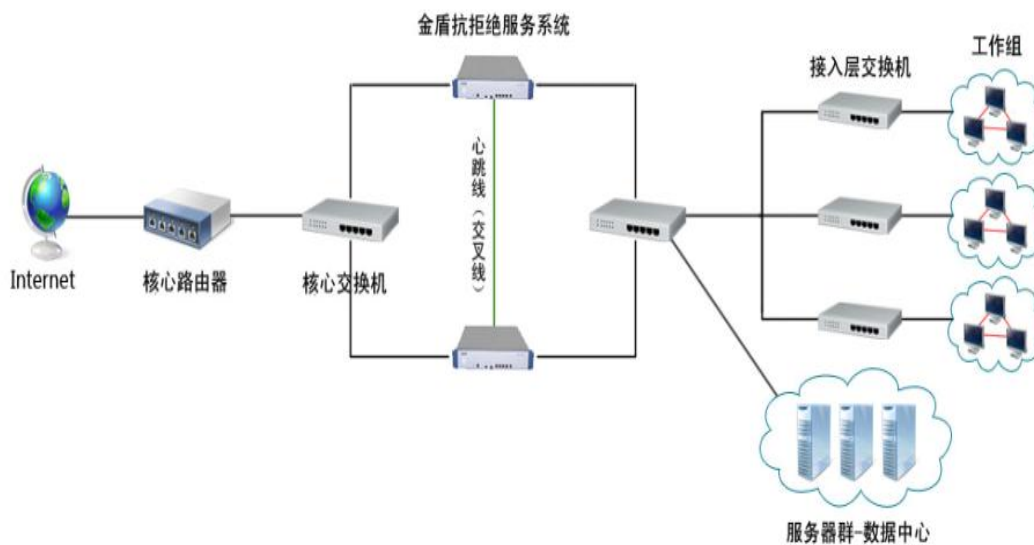 金盾抗拒绝服务系统
工作组
接入层交换机
心跳线（交叉线）
Internet
核心路由器
核心交换机
服务器群-数据中心